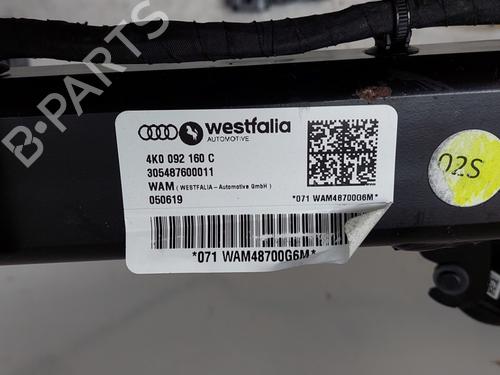 westfalia
AUTOMOTIVE
4K0 092 160 C
305487600011
WAM (WESTFALIA - Automotive GmbH)
050619
*071 WAM48700G6M*
*071 WAM48700G6M*
02S
B-PARTS